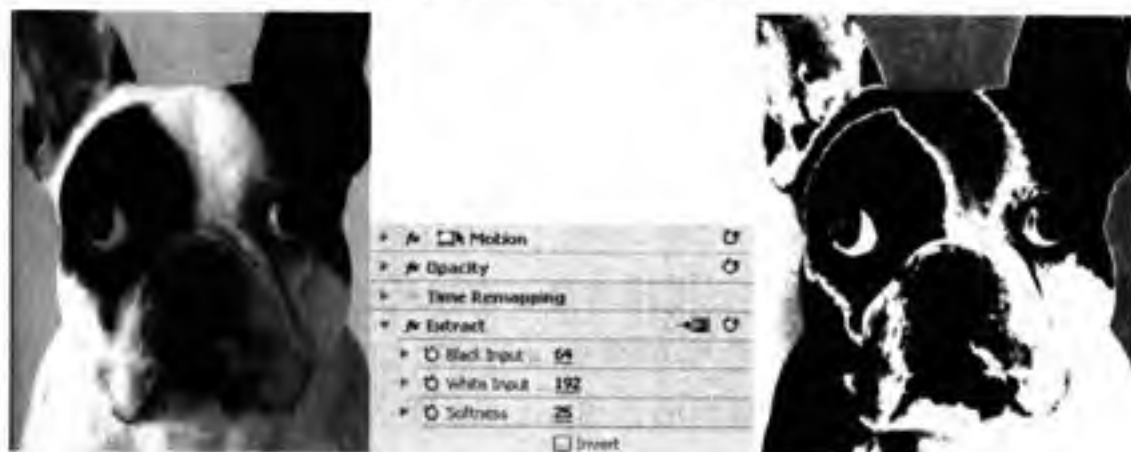 Motion
Opacity
Time Remapping
Extract
Black Input .. 64
White Input .. 192
Softness 25
Invert